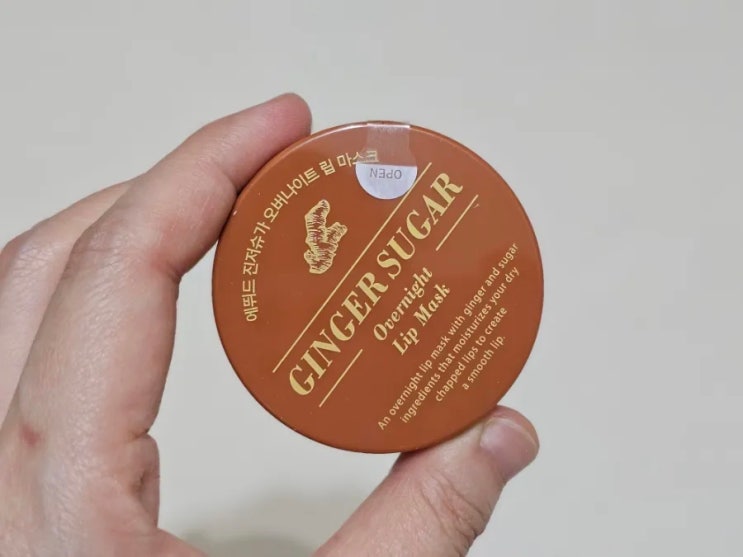 에뛰드 진저슈가 오버나이트 립 마스크
OPEN
GINGER SUGAR
Overnight
Lip Mask
An overnight lip mask with ginger and sugar
ingredients that moisturizes your dry
chapped lips to create
a smooth lip.